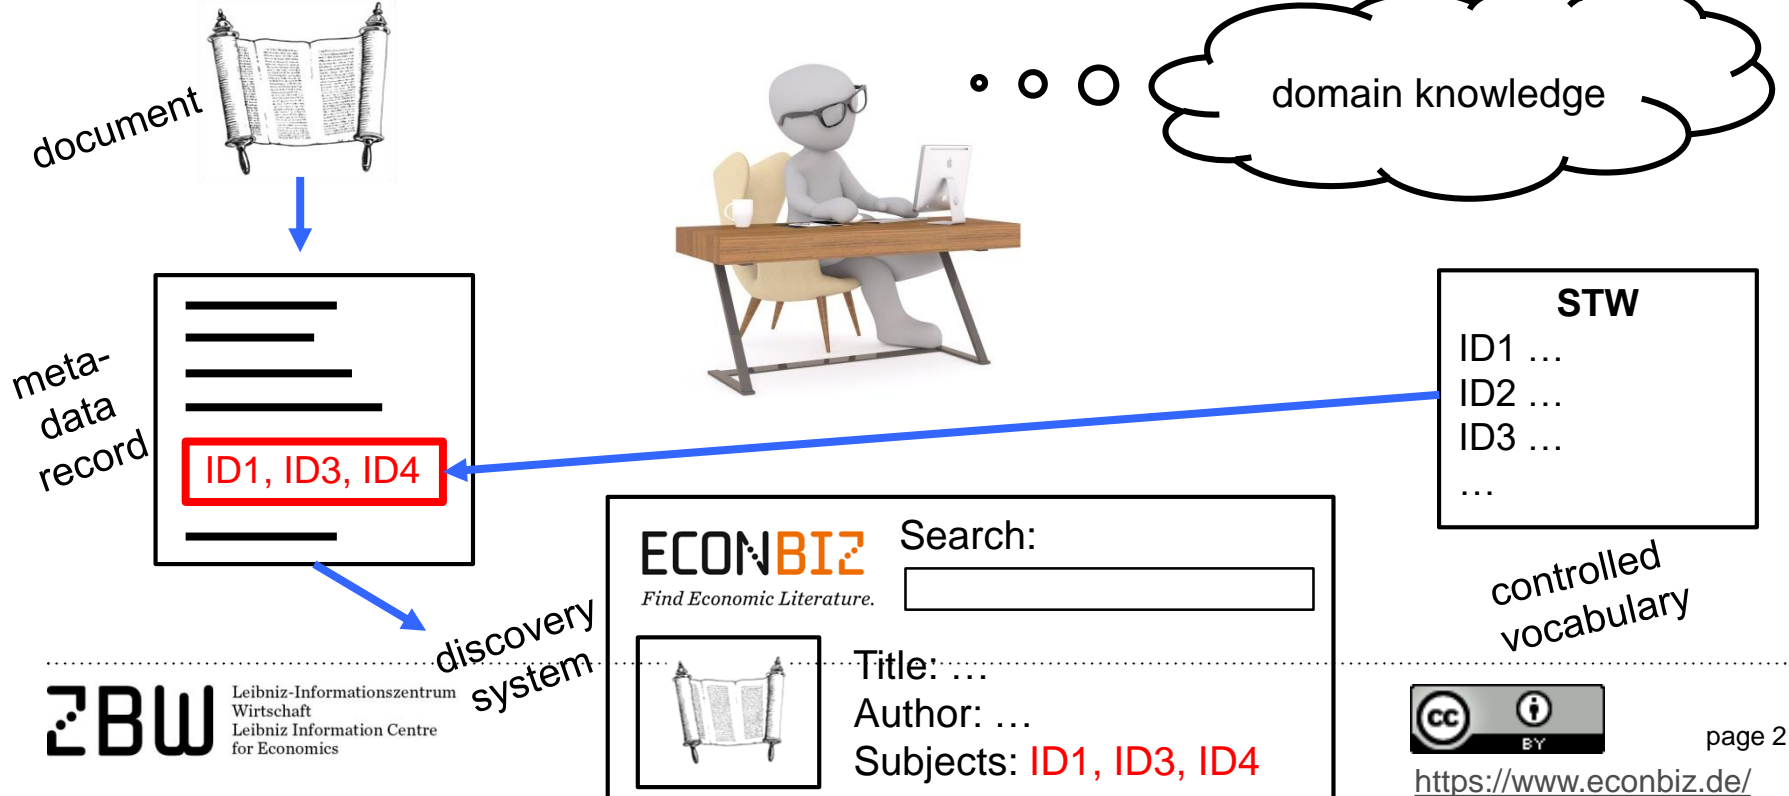 document
domain knowledge
meta-
data
record
ID1, ID3, ID4
STW
ID1 …
ID2 …
ID3 …
…
controlled
vocabulary
discovery
system
ECONBIZ
Find Economic Literature.
Search:
Title: …
Author: …
Subjects: ID1, ID3, ID4
ZBW
Leibniz-Informationszentrum
Wirtschaft
Leibniz Information Centre
for Economics
cc
BY
page 2
https://www.econbiz.de/